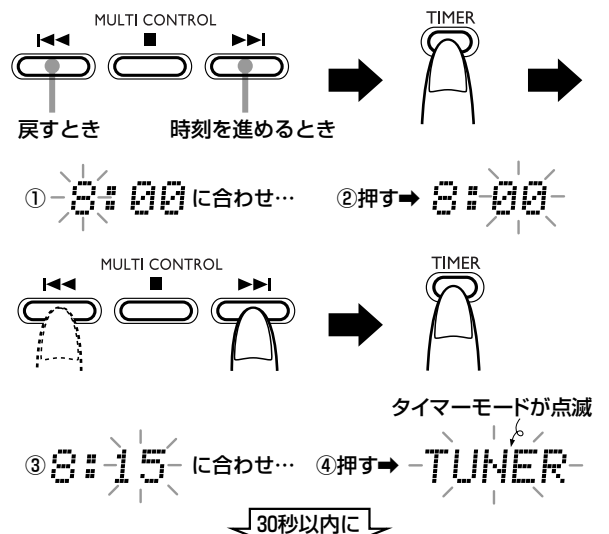 MULTI CONTROL
TIMER
戻すとき
時刻を進めるとき
① 8:00 に合わせ…
②押す➡ 8:00
MULTI CONTROL
TIMER
タイマーモードが点滅
③ 8:15 に合わせ…
④押す➡ TUNER
30秒以内に